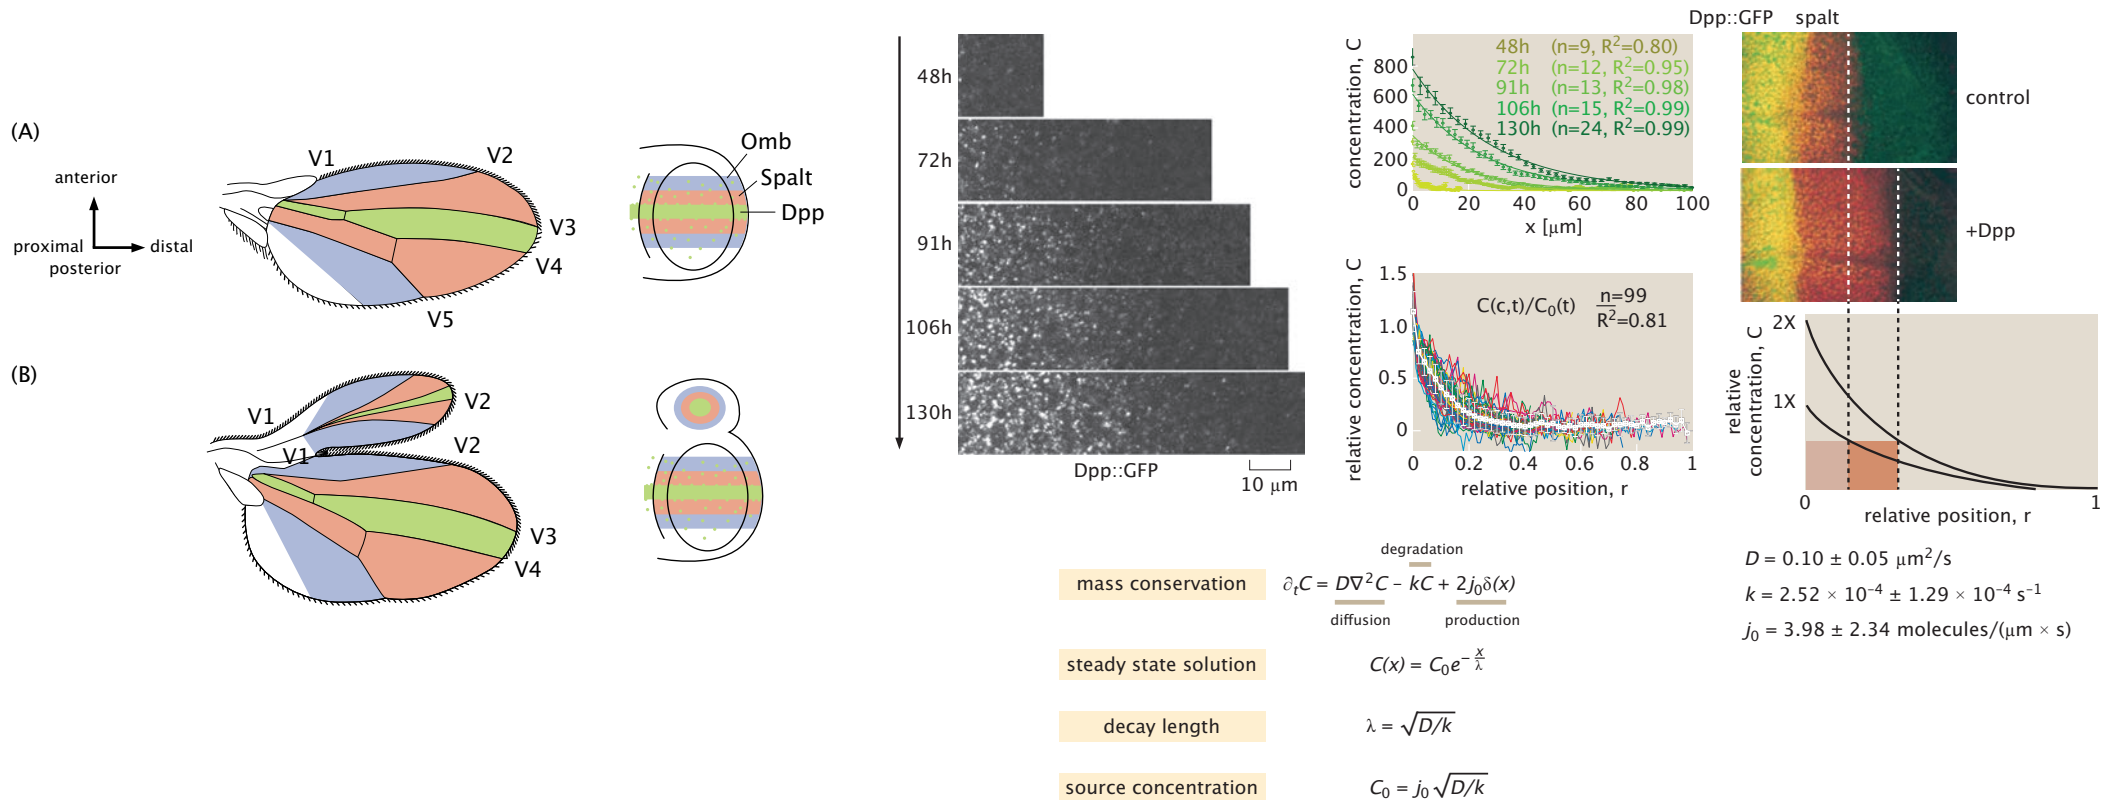 (A)
anterior
proximal
distal
posterior
V1
V2
V3
V4
V5
Omb
Spalt
Dpp
(B)
V1
V2
V2
V1
V3
V4
48h
72h
91h
106h
130h
Dpp::GFP
10 μm
concentration, C
800
600
400
200
0
48h (n=9, R²=0.80)
72h (n=12, R²=0.95)
91h (n=13, R²=0.98)
106h (n=15, R²=0.99)
130h (n=24, R²=0.99)
0 20 40 60 80 100
x [μm]
relative concentration, C
1.5
1.0
0.5
0
C(c,t)/C₀(t)
n=99
R²=0.81
0 0.2 0.4 0.6 0.8 1
relative position, r
Dpp::GFP spalt
control
+Dpp
relative
concentration, C
2X
1X
0 1
relative position, r
D = 0.10 ± 0.05 μm²/s
k = 2.52 × 10⁻⁴ ± 1.29 × 10⁻⁴ s⁻¹
j₀ = 3.98 ± 2.34 molecules/(μm × s)
degradation
mass conservation
∂ₜC = D∇²C – kC + 2j₀δ(x)
diffusion
production
steady state solution
C(x) = C₀e^(–x/λ)
decay length
λ = √D/k
source concentration
C₀ = j₀√D/k